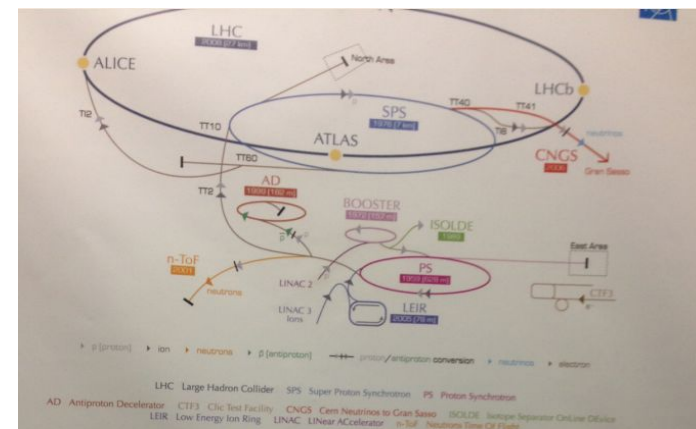 LHC
2008 [27 km]
ALICE
North Area
LHCb
SPS
1976 [7 km]
TT40
TT41
TI2
TT10
TI8
neutrinos
ATLAS
CNGS
2006
Gran Sasso
TT60
AD
1999 [182 m]
TT2
BOOSTER
1972 [157 m]
ISOLDE
1989
East Area
n-ToF
2001
PS
1959 [628 m]
LINAC 2
neutrons
CTF3
e-
LINAC 3
Ions
LEIR
2005 [78 m]
p [proton] ion neutrons p̄ [antiproton] proton/antiproton conversion neutrinos electron
LHC Large Hadron Collider SPS Super Proton Synchrotron PS Proton Synchrotron
AD Antiproton Decelerator CTF3 Clic Test Facility CNGS Cern Neutrinos to Gran Sasso ISOLDE Isotope Separator OnLine DEvice
LEIR Low Energy Ion Ring LINAC LINear ACcelerator n-ToF Neutrons Time Of Flight